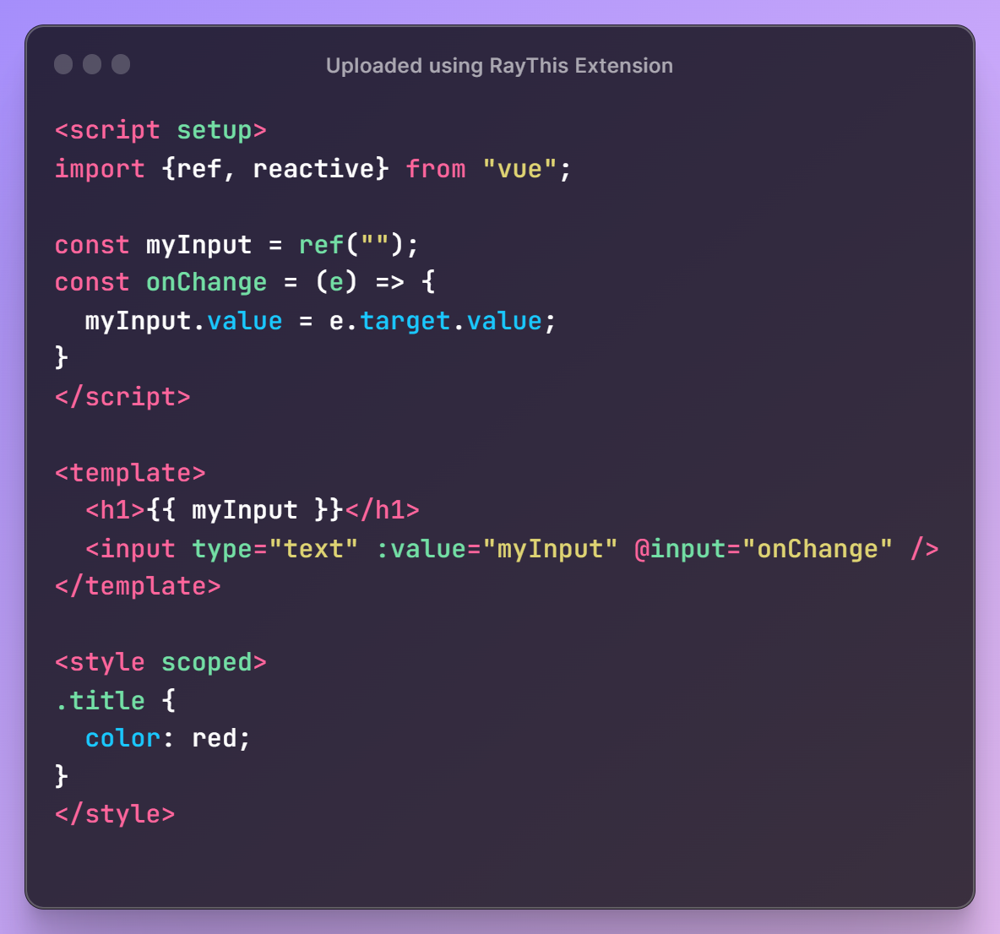 Uploaded using RayThis Extension
<script setup>
import {ref, reactive} from "vue";
const myInput = ref("");
const onChange = (e) => {
  myInput.value = e.target.value;
}
</script>
<template>
  <h1>{{ myInput }}</h1>
  <input type="text" :value="myInput" @input="onChange" />
</template>
<style scoped>
.title {
  color: red;
}
</style>